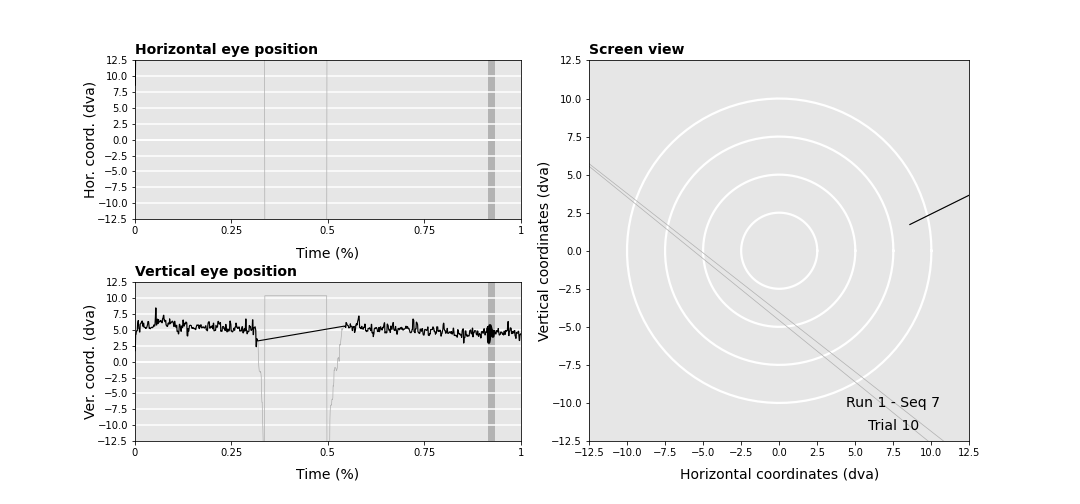 Horizontal eye position
Hor. coord. (dva)
12.5
10.0
7.5
5.0
2.5
0.0
−2.5
−5.0
−7.5
−10.0
−12.5
0 0.25 0.5 0.75 1
Time (%)
Vertical eye position
Ver. coord. (dva)
12.5
10.0
7.5
5.0
2.5
0.0
−2.5
−5.0
−7.5
−10.0
−12.5
0 0.25 0.5 0.75 1
Time (%)
Screen view
Vertical coordinates (dva)
12.5
10.0
7.5
5.0
2.5
0.0
−2.5
−5.0
−7.5
−10.0
−12.5
Run 1 - Seq 7
Trial 10
−12.5 −10.0 −7.5 −5.0 −2.5 0.0 2.5 5.0 7.5 10.0 12.5
Horizontal coordinates (dva)